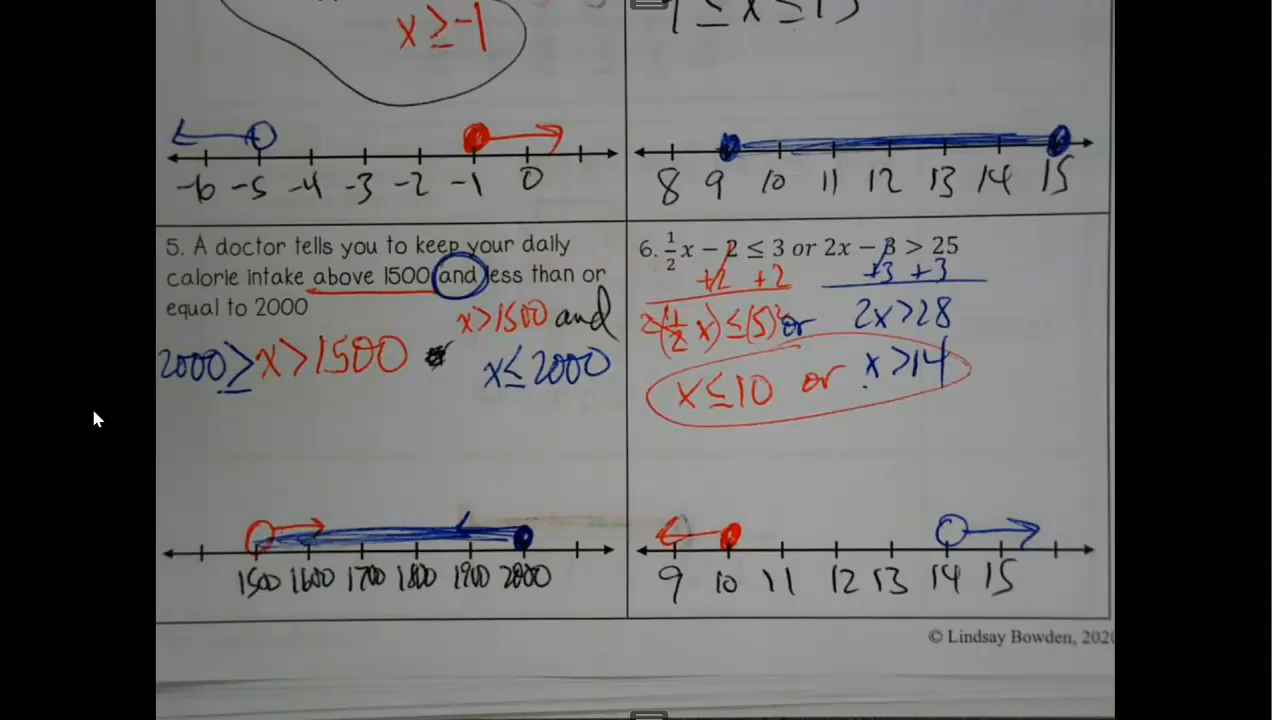 x ≥ -1
9 ≤ x ≤ 15
-6 -5 -4 -3 -2 -1 0
8 9 10 11 12 13 14 15
5. A doctor tells you to keep your daily
calorie intake above 1500 and less than or
equal to 2000
x > 1500 and
2000 ≥ x > 1500
x ≤ 2000
1500 1600 1700 1800 1900 2000
6. 1/2 x − 2 ≤ 3 or 2x − 3 > 25
+2 +2 +3 +3
2(1/2 x) ≤ (5)2 or 2x > 28
x ≤ 10 or x > 14
9 10 11 12 13 14 15
© Lindsay Bowden, 2020